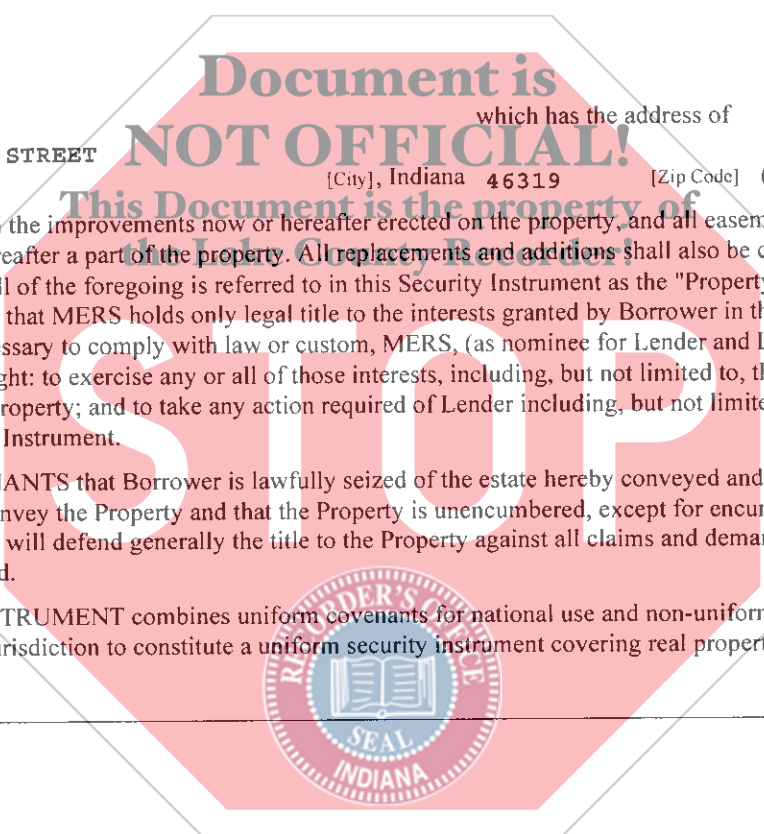 Document is
which has the address of
STREET
NOT OFFICIAL!
[City], Indiana 46319 [Zip Code] (
This Document is the property of
the improvements now or hereafter erected on the property, and all easem
the Lake County Recorder!
eafter a part of the property. All replacements and additions shall also be c
ll of the foregoing is referred to in this Security Instrument as the "Property
that MERS holds only legal title to the interests granted by Borrower in th
ssary to comply with law or custom, MERS, (as nominee for Lender and L
ght: to exercise any or all of those interests, including, but not limited to, th
roperty; and to take any action required of Lender including, but not limite
Instrument.
STOP
ANTS that Borrower is lawfully seized of the estate hereby conveyed and
nvey the Property and that the Property is unencumbered, except for encur
will defend generally the title to the Property against all claims and demar
d.
TRUMENT combines uniform covenants for national use and non-uniform
urisdiction to constitute a uniform security instrument covering real propert
RECORDER'S OFFICE
SEAL
INDIANA